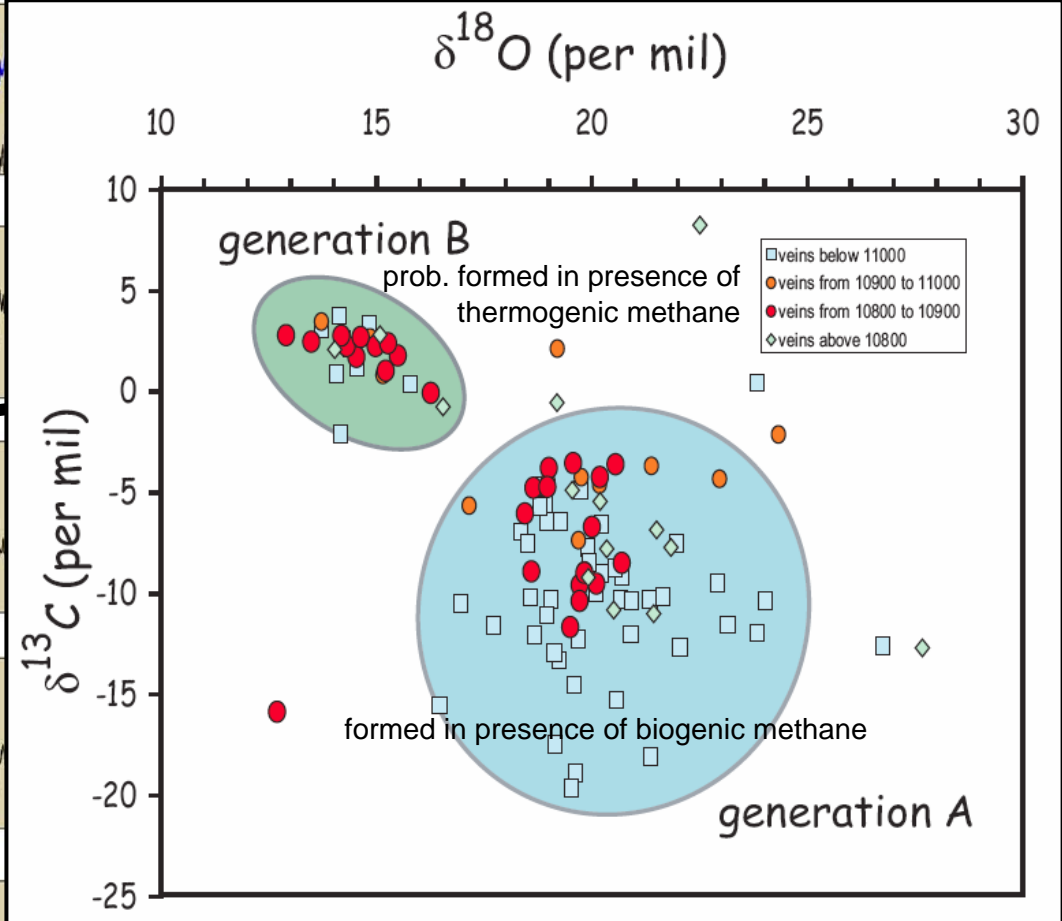 δ18O (per mil)
10 15 20 25 30
10
generation B
veins below 11000
prob. formed in presence of
veins from 10900 to 11000
5
thermogenic methane
veins from 10800 to 10900
veins above 10800
0
δ13C (per mil)
-5
-10
-15
formed in presence of biogenic methane
-20
generation A
-25